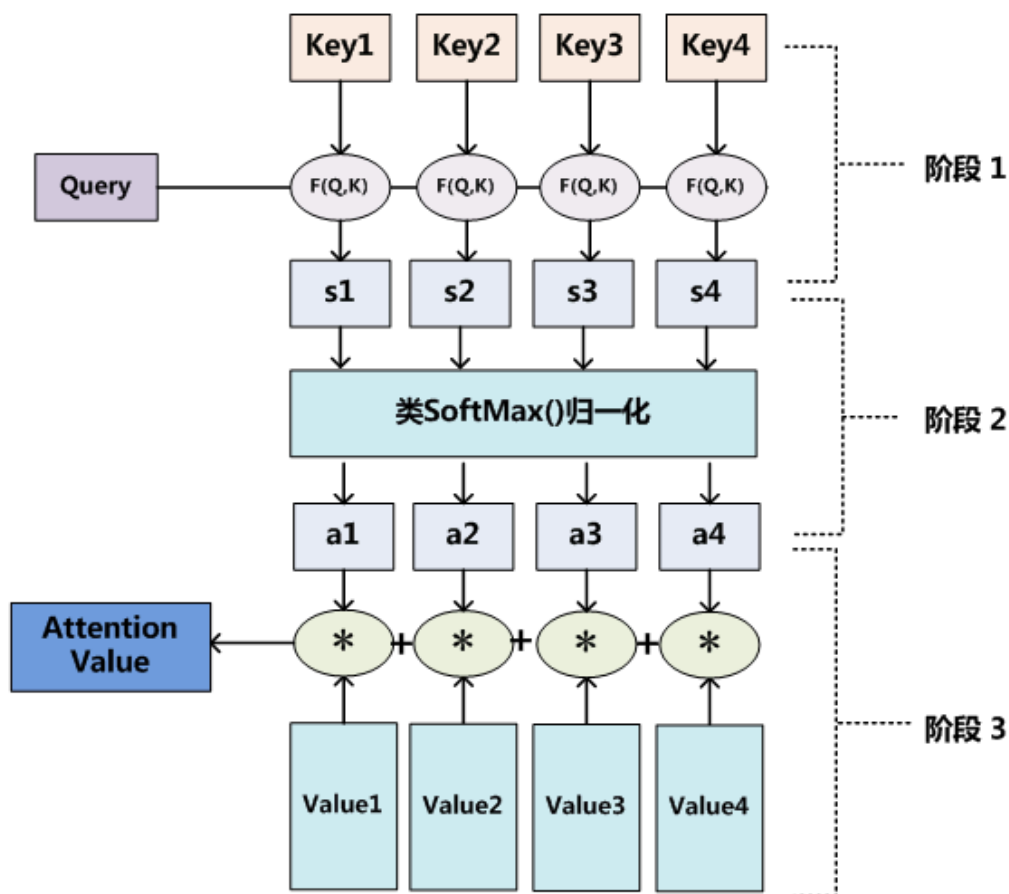 Key1 Key2 Key3 Key4
阶段 1
Query F(Q,K) F(Q,K) F(Q,K) F(Q,K)
s1 s2 s3 s4
类SoftMax()归一化
阶段 2
a1 a2 a3 a4
Attention
Value
* + * + * + *
阶段 3
Value1 Value2 Value3 Value4